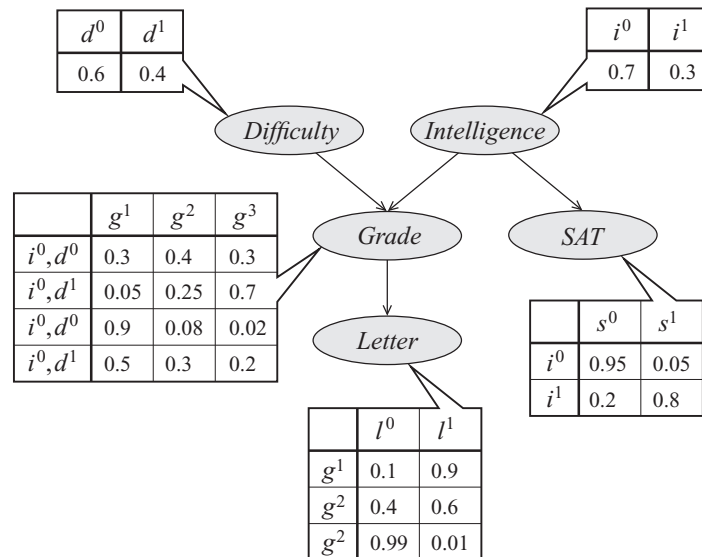 d⁰ d¹
0.6 0.4
i⁰ i¹
0.7 0.3
Difficulty
Intelligence
g¹ g² g³
i⁰,d⁰ 0.3 0.4 0.3
i⁰,d¹ 0.05 0.25 0.7
i⁰,d⁰ 0.9 0.08 0.02
i⁰,d¹ 0.5 0.3 0.2
Grade
SAT
Letter
s⁰ s¹
i⁰ 0.95 0.05
i¹ 0.2 0.8
l⁰ l¹
g¹ 0.1 0.9
g² 0.4 0.6
g² 0.99 0.01